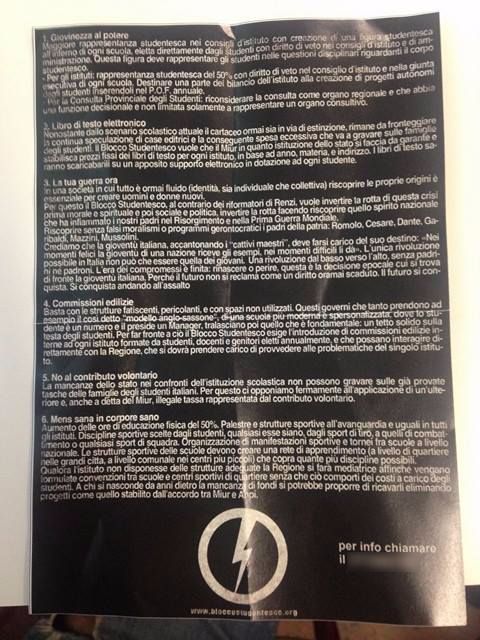 1. Giovinezza al potere
Maggiore rappresentanza studentesca nei consigli d'istituto con creazione di una figura studentesca
all'interno di ogni scuola, eletta direttamente dagli studenti con diritto di veto nei consigli d'istituto e di am-
ministrazione. Questa figura deve rappresentare gli studenti nelle questioni disciplinari riguardanti il corpo
studentesco.
- Per gli istituti: rappresentanza studentesca del 50% con diritto di veto nel consiglio d'istituto e nella giunta
esecutiva di ogni scuola. Destinare una parte del bilancio dell'istituto alla creazione di progetti autonomi
degli studenti inserendoli nel P.O.F. annuale.
- Per la Consulta Provinciale degli Studenti: riconsiderare la consulta come organo regionale e che abbia
una funzione decisionale e non limitata solamente a rappresentare un organo consultivo.
2. Libro di testo elettronico
Nonostante dallo scenario scolastico attuale il cartaceo ormai sia in via di estinzione, rimane da fronteggiare
la continua speculazione di case editrici e la conseguente spesa eccessiva che va a gravare sulle famiglie
degli studenti. Il Blocco Studentesco vuole che il Miur in quanto istituzione dello stato si faccia da garante e
stabilisca prezzi fissi dei libri di testo per ogni istituto, in base ad anno, materia, e indirizzo. I libri di testo sa-
ranno scaricabili su un apposito supporto elettronico in dotazione ad ogni studente.
3. La tua guerra ora
In una società in cui tutto è ormai fluido (identità, sia individuale che collettiva) riscoprire le proprie origini è
essenziale per creare uomini e donne nuovi.
Per questo il Blocco Studentesco, al contrario dei riformatori di Renzi, vuole invertire la rotta di questa crisi
prima morale e spirituale e poi sociale e politica, invertire la rotta facendo riscoprire quello spirito nazionale
che ha infiammato i nostri padri nel Risorgimento e nella Prima Guerra Mondiale.
Riscoprire senza falsi moralismi o programmi gerontocratici i padri della patria: Romolo, Cesare, Dante, Ga-
ribaldi, Mazzini, Mussolini.
Crediamo che la gioventù italiana, accantonando i "cattivi maestri", deve farsi carico del suo destino: «Nei
momenti felici la gioventù di una nazione riceve gli esempi, nei momenti difficili li dà». L'unica rivoluzione
possibile in Italia non può che essere quella dei giovani. Una rivoluzione dal basso verso l'alto, senza padri-
ni né padroni. L'era dei compromessi è finita: rinascere o perire, questa è la decisione epocale cui si trova
di fronte la gioventù italiana. Perché il futuro non si reclama come un ordine ormai scaduto. Il futuro si con-
quista. Si conquista andando all'assalto
4. Commissioni edilizie
Basta con le strutture fatiscenti, pericolanti, e con spazi non utilizzati. Questi governi che tanto prendono ad
esempio il così detto "modello anglo-sassone", di una scuola più moderna e spersonalizzata, dove lo stu-
dente è un numero e il preside un Manager, tralasciano poi quello che è fondamentale: un tetto solido sulla
testa degli studenti. Per far fronte a ciò il Blocco Studentesco esige l'introduzione di commissioni edilizie in-
terne ad ogni istituto formate da studenti, docenti e genitori eletti annualmente, e che possano interagire di-
rettamente con la Regione, che si dovrà prendere carico di provvedere alle problematiche del singolo istitu-
to.
5. No al contributo volontario
La mancanze dello stato nei confronti dell'istituzione scolastica non possono gravare sulle già provate
tasche delle famiglie degli studenti italiani. Per questo ci opponiamo fermamente all'applicazione di un'ulte-
riore e, anche a detta del Miur, illegale tassa rappresentata dal contributo volontario.
6. Mens sana in corpore sano
Aumento delle ore di educazione fisica del 50%. Palestre e strutture sportive all'avanguardia e uguali in tutti
gli istituti. Discipline sportive scelte dagli studenti, qualsiasi esse siano, dagli sport di tiro, a quelli di combat-
timento o qualsiasi sport di squadra. Organizzazione di manifestazioni sportive e tornei fra scuole a livello
nazionale. Le strutture sportive delle scuole devono creare una rete di apprendimento (a livello di quartiere
nelle grandi città, a livello comunale nei centri più piccoli) che copra quante più discipline possibili.
Qualora l'istituto non disponesse delle strutture adeguate la Regione si farà mediatrice affinché vengano
formulate convenzioni tra scuole e centri sportivi di quartiere senza che ciò comporti dei costi a carico degli
studenti. A chi si nasconde da anni dietro la mancanza di fondi si potrebbe proporre di ricavarli eliminando
progetti come quello stabilito dall'accordo tra Miur e Anpi.
per info chiamare
il
www.bloccostudentesco.org